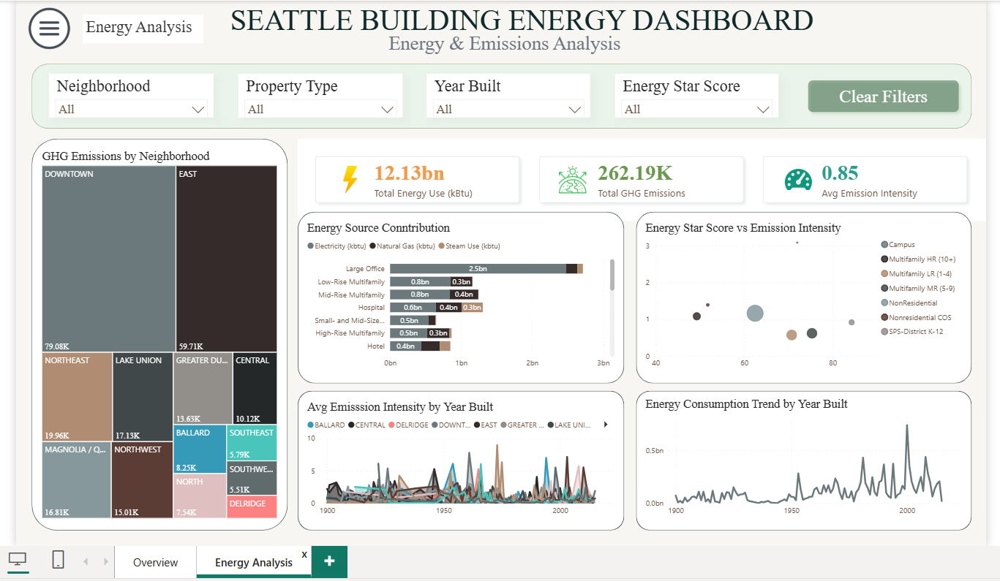 SEATTLE BUILDING ENERGY DASHBOARD
Energy Analysis
Energy & Emissions Analysis
Neighborhood
All
Property Type
All
Year Built
All
Energy Star Score
All
Clear Filters
GHG Emissions by Neighborhood
DOWNTOWN
79.08K
EAST
59.71K
NORTHEAST
19.96K
LAKE UNION
17.13K
GREATER DU...
13.63K
CENTRAL
10.12K
MAGNOLIA / Q...
16.81K
NORTHWEST
15.01K
BALLARD
8.25K
SOUTHEAST
5.79K
NORTH
7.54K
SOUTHWE...
5.51K
DELRIDGE
12.13bn
Total Energy Use (kBtu)
262.19K
Total GHG Emissions
0.85
Avg Emission Intensity
Energy Source Conntribution
Electricity (kbtu) Natural Gas (kbtu) Steam Use (kbtu)
Large Office 2.5bn
Low-Rise Multifamily 0.8bn 0.3bn
Mid-Rise Multifamily 0.8bn 0.4bn
Hospital 0.6bn 0.4bn 0.3bn
Small- and Mid-Size... 0.5bn
High-Rise Multifamily 0.5bn 0.3bn
Hotel 0.4bn
0bn 1bn 2bn 3bn
Energy Star Score vs Emission Intensity
3
2
1
0
40 60 80
Campus
Multifamily HR (10+)
Multifamily LR (1-4)
Multifamily MR (5-9)
NonResidential
Nonresidential COS
SPS-District K-12
Avg Emisssion Intensity by Year Built
BALLARD CENTRAL DELRIDGE DOWNT... EAST GREATER ... LAKE UNI...
10
5
0
1900 1950 2000
Energy Consumption Trend by Year Built
0.5bn
0.0bn
1900 1950 2000
Overview
Energy Analysis
x
+